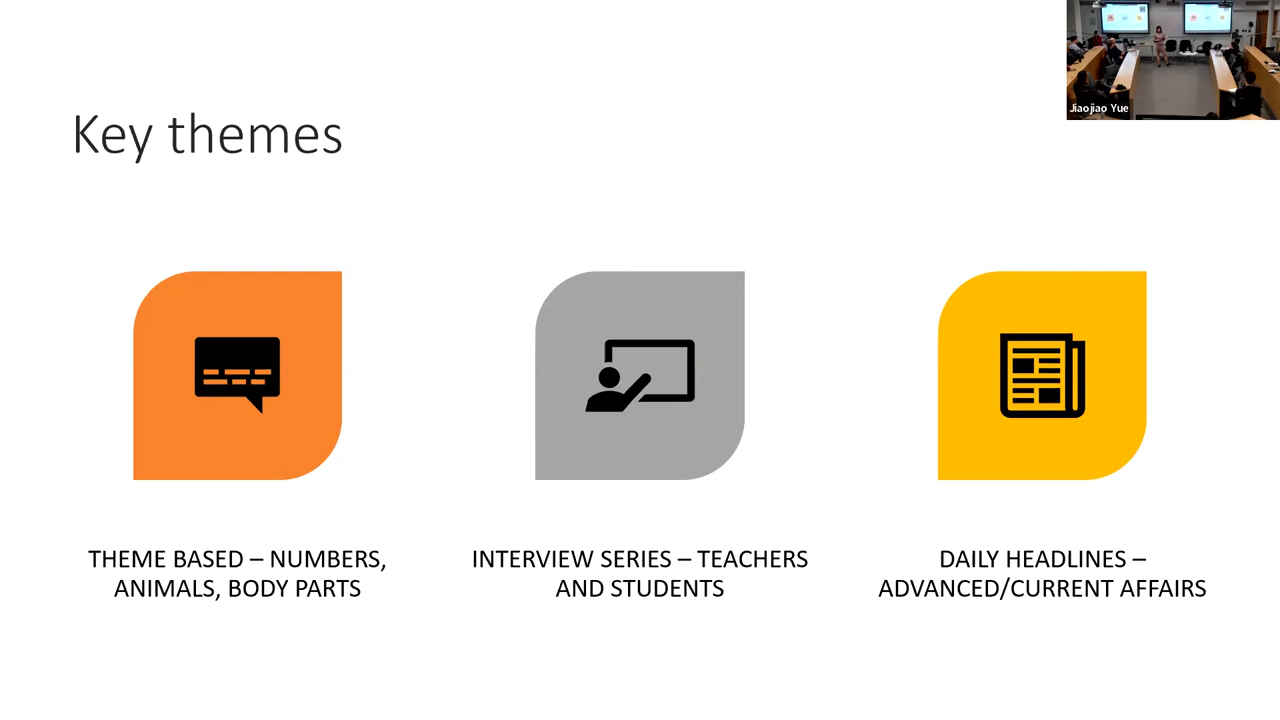 Jiaojiao Yue
Key themes
THEME BASED – NUMBERS,
ANIMALS, BODY PARTS
INTERVIEW SERIES – TEACHERS
AND STUDENTS
DAILY HEADLINES –
ADVANCED/CURRENT AFFAIRS